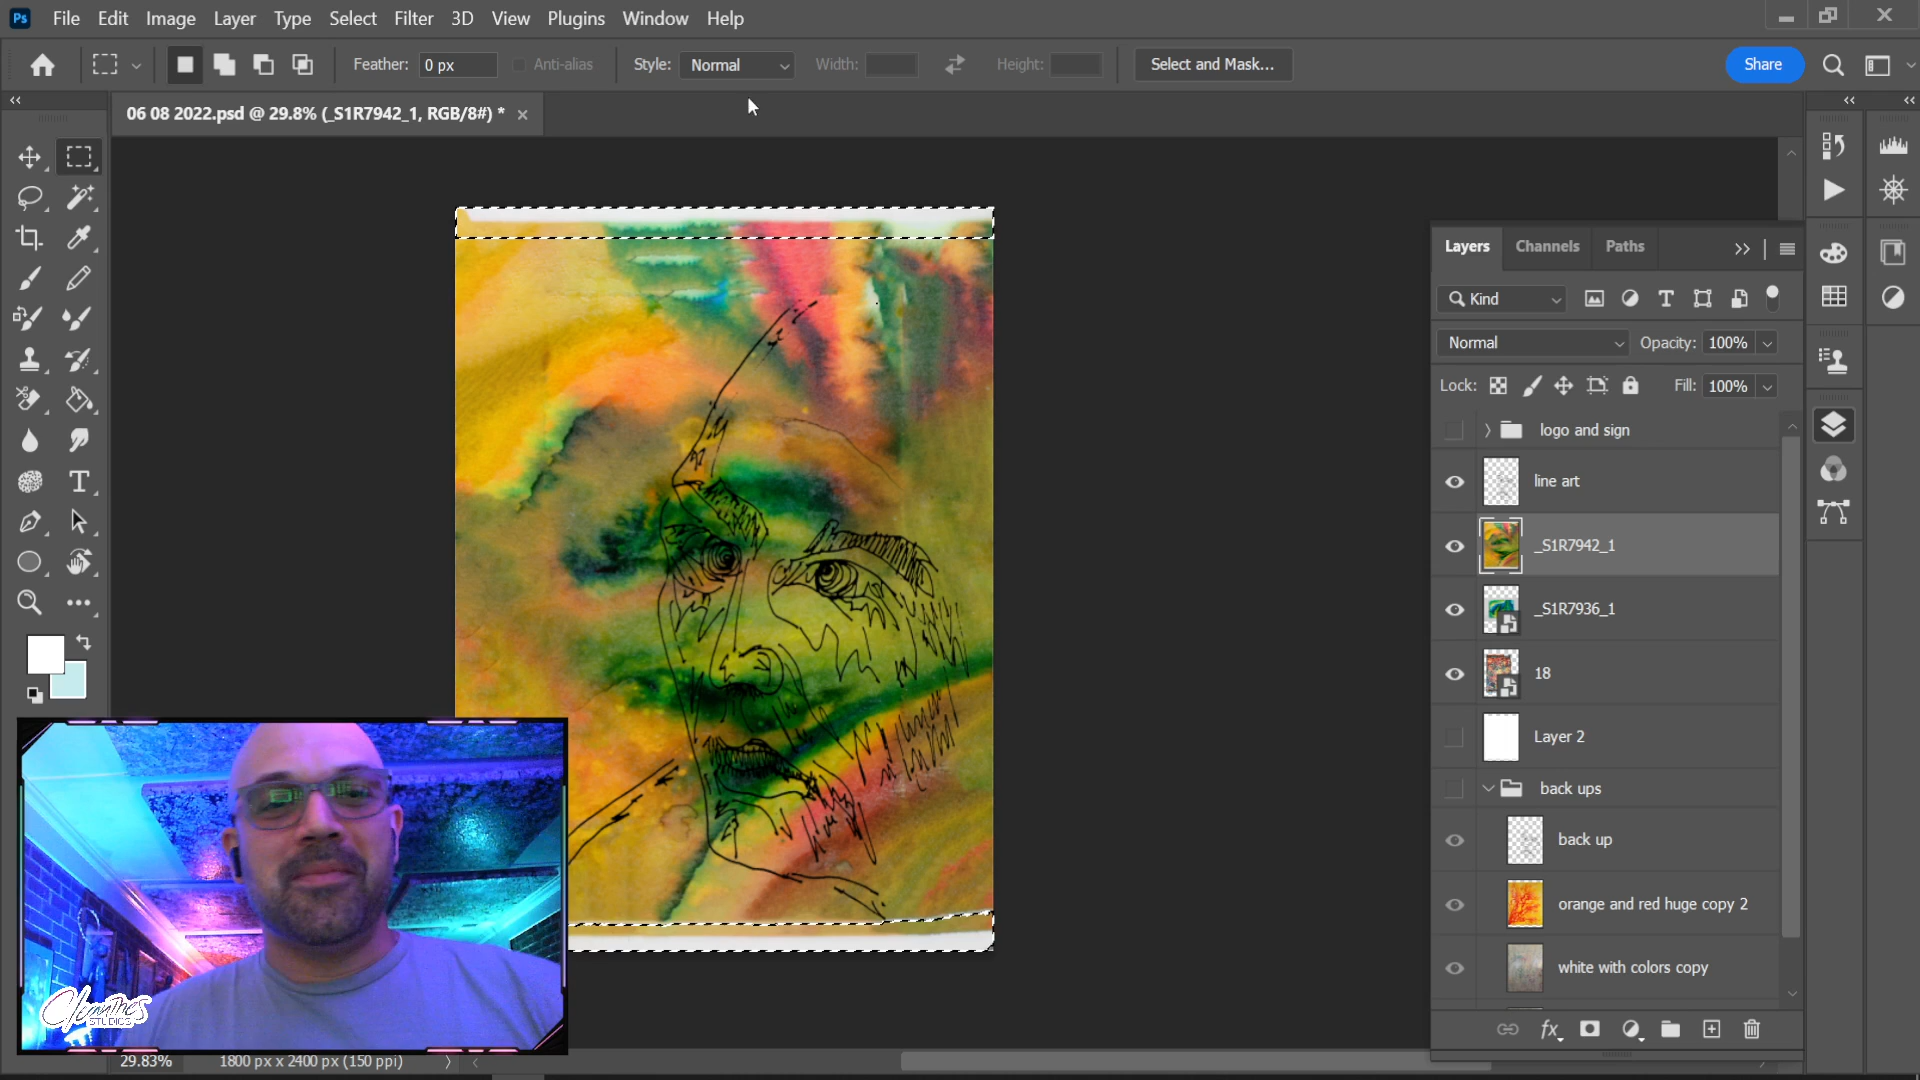 Ps File Edit Image Layer Type Select Filter 3D View Plugins Window Help
Feather: 0 px Anti-alias Style: Normal Width: Height: Select and Mask... Share
06 08 2022.psd @ 29.8% (_S1R7942_1, RGB/8#) *
Layers Channels Paths
Kind
Normal Opacity: 100%
Lock: Fill: 100%
logo and sign
line art
_S1R7942_1
_S1R7936_1
18
Layer 2
back ups
back up
orange and red huge copy 2
white with colors copy
fx
Cleanthes
STUDIOS
29.83% 1800 px x 2400 px (150 ppi)